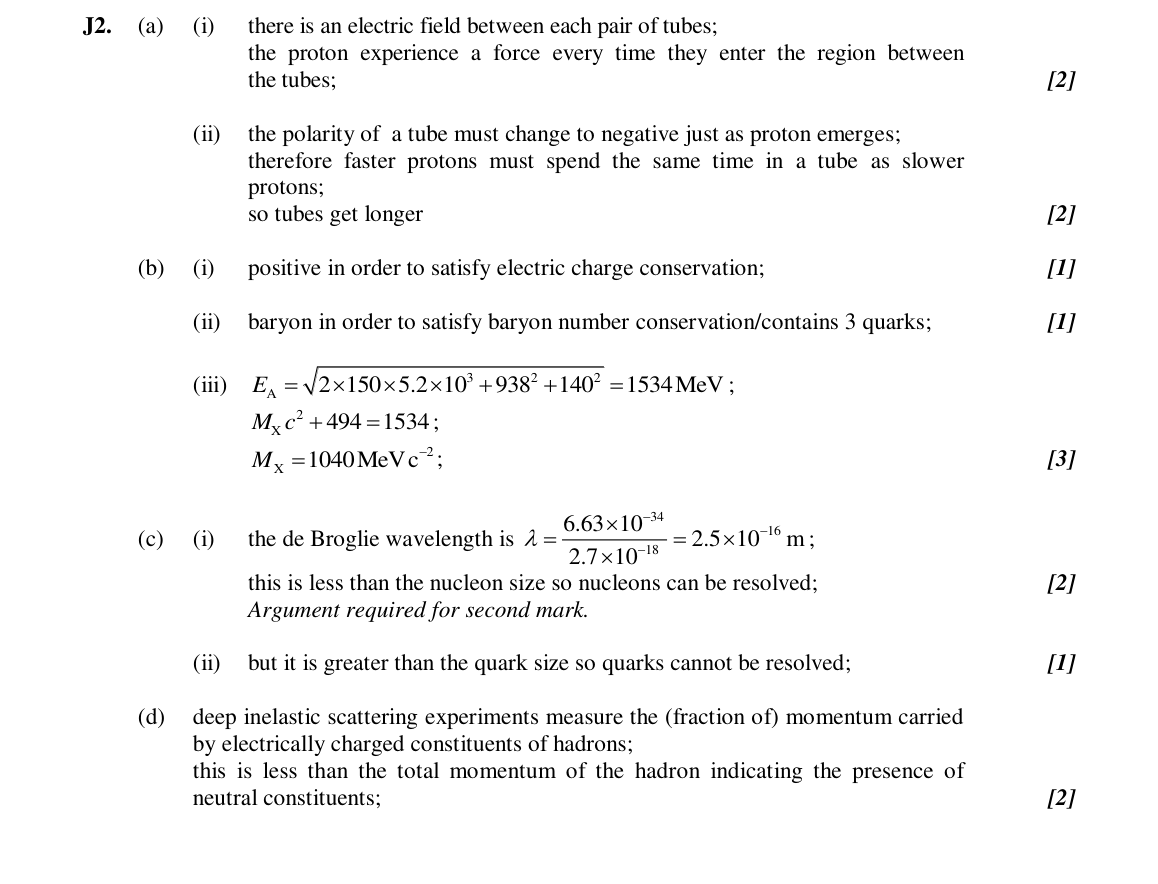 J2. (a) (i) there is an electric field between each pair of tubes;
the proton experience a force every time they enter the region between
the tubes; [2]
(ii) the polarity of a tube must change to negative just as proton emerges;
therefore faster protons must spend the same time in a tube as slower
protons;
so tubes get longer [2]
(b) (i) positive in order to satisfy electric charge conservation; [1]
(ii) baryon in order to satisfy baryon number conservation/contains 3 quarks; [1]
(iii) E_A = √(2×150×5.2×10³ + 938² + 140²) = 1534 MeV ;
M_X c² + 494 = 1534 ;
M_X = 1040 MeV c⁻² ; [3]
(c) (i) the de Broglie wavelength is λ = 6.63×10⁻³⁴ / 2.7×10⁻¹⁸ = 2.5×10⁻¹⁶ m ;
this is less than the nucleon size so nucleons can be resolved; [2]
Argument required for second mark.
(ii) but it is greater than the quark size so quarks cannot be resolved; [1]
(d) deep inelastic scattering experiments measure the (fraction of) momentum carried
by electrically charged constituents of hadrons;
this is less than the total momentum of the hadron indicating the presence of
neutral constituents; [2]